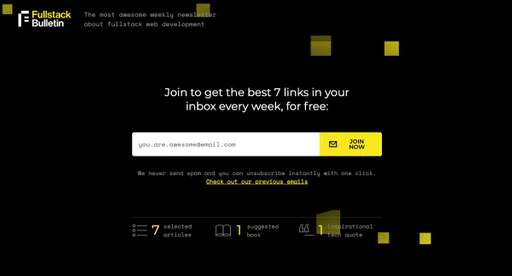 Fullstack
Bulletin
The most awesome weekly newsletter
about fullstack web development
Join to get the best 7 links in your
inbox every week, for free:
you.are.awesome@email.com
JOIN
NOW
We never send spam and you can unsubscribe instantly with one click.
Check out our previous emails
7 selected
articles
1 suggested
book
1 inspirational
tech quote